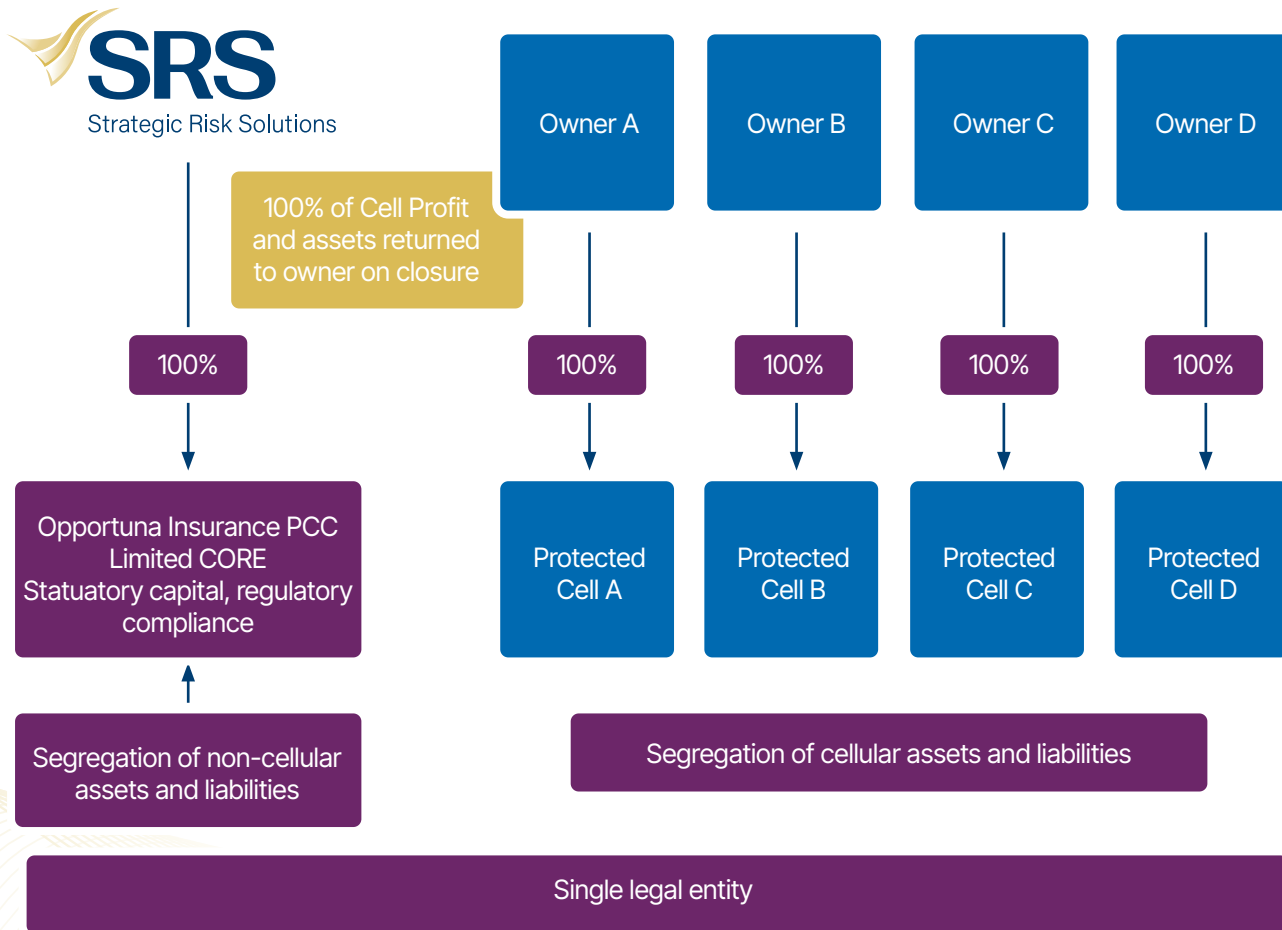 SRS
Strategic Risk Solutions
Owner A
Owner B
Owner C
Owner D
100% of Cell Profit
and assets returned
to owner on closure
100%
100%
100%
100%
100%
Opportuna Insurance PCC
Limited CORE
Statuatory capital, regulatory
compliance
Protected
Cell A
Protected
Cell B
Protected
Cell C
Protected
Cell D
Segregation of non-cellular
assets and liabilities
Segregation of cellular assets and liabilities
Single legal entity